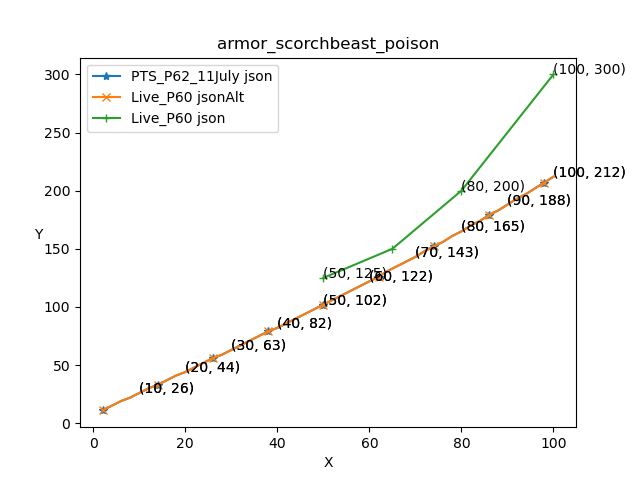 armor_scorchbeast_poison
PTS_P62_11July json
Live_P60 jsonAlt
Live_P60 json
(100, 300)
(80, 200)
(50, 125)
(100, 212)
(90, 188)
(80, 165)
(70, 143)
(60, 122)
(50, 102)
(40, 82)
(30, 63)
(20, 44)
(10, 26)
300
250
200
150
100
50
0
Y
0 20 40 60 80 100
X